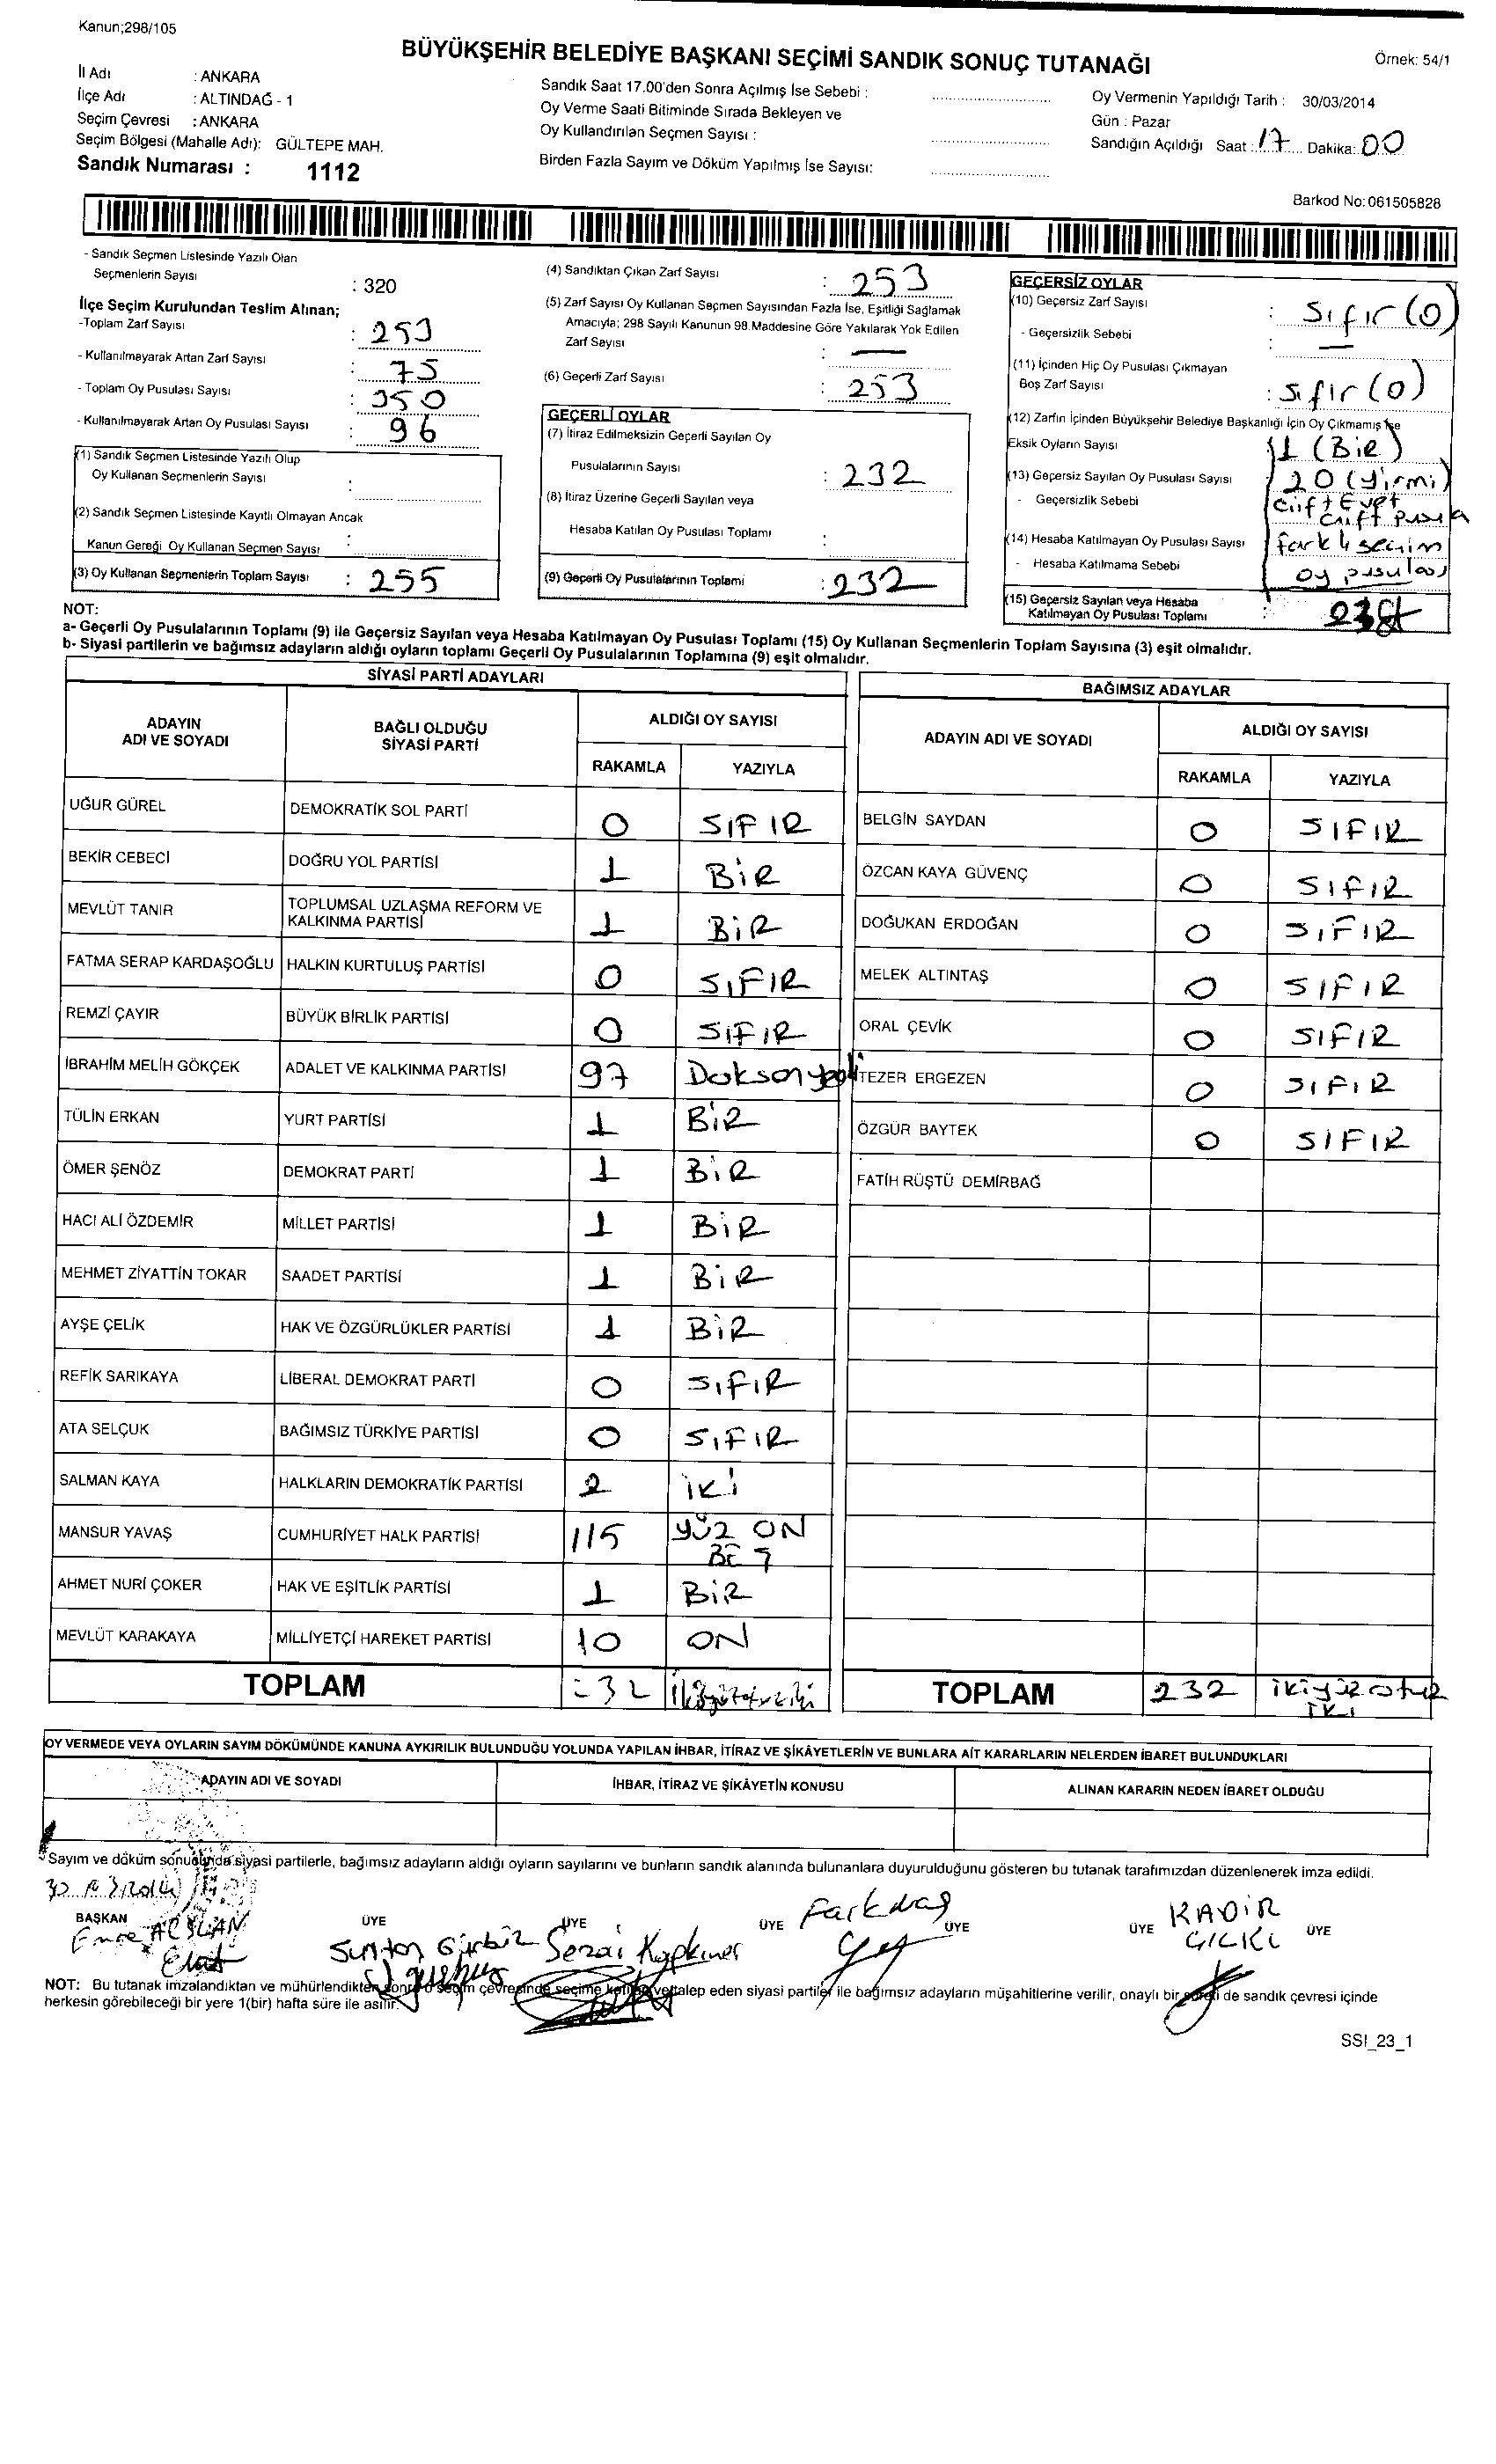 Kanun;298/105
BÜYÜKŞEHİR BELEDİYE BAŞKANI SEÇİMİ SANDIK SONUÇ TUTANAĞI
Örnek: 54/1
İl Adı : ANKARA
İlçe Adı : ALTINDAĞ - 1
Seçim Çevresi : ANKARA
Seçim Bölgesi (Mahalle Adı): GÜLTEPE MAH.
Sandık Numarası : 1112
Sandık Saat 17.00'den Sonra Açılmış İse Sebebi :
Oy Verme Saati Bitiminde Sırada Bekleyen ve
Oy Kullandırılan Seçmen Sayısı :
Birden Fazla Sayım ve Döküm Yapılmış İse Sayısı:
Oy Vermenin Yapıldığı Tarih : 30/03/2014
Gün : Pazar
Sandığın Açıldığı Saat : 17 Dakika: 00
Barkod No:061505828
- Sandık Seçmen Listesinde Yazılı Olan
Seçmenlerin Sayısı : 320
İlçe Seçim Kurulundan Teslim Alınan;
-Toplam Zarf Sayısı : 253
- Kullanılmayarak Artan Zarf Sayısı : 75
- Toplam Oy Pusulası Sayısı : 350
- Kullanılmayarak Artan Oy Pusulası Sayısı : 96
(1) Sandık Seçmen Listesinde Yazılı Olup
Oy Kullanan Seçmenlerin Sayısı :
(2) Sandık Seçmen Listesinde Kayıtlı Olmayan Ancak
Kanun Gereği Oy Kullanan Seçmen Sayısı :
(3) Oy Kullanan Seçmenlerin Toplam Sayısı : 255
(4) Sandıktan Çıkan Zarf Sayısı : 253
(5) Zarf Sayısı Oy Kullanan Seçmen Sayısından Fazla İse, Eşitliği Sağlamak
Amacıyla; 298 Sayılı Kanunun 98.Maddesine Göre Yakılarak Yok Edilen
Zarf Sayısı : —
(6) Geçerli Zarf Sayısı : 253
GEÇERLİ OYLAR
(7) İtiraz Edilmeksizin Geçerli Sayılan Oy
Pusulalarının Sayısı : 232
(8) İtiraz Üzerine Geçerli Sayılan veya
Hesaba Katılan Oy Pusulası Toplamı :
(9) Geçerli Oy Pusulalarının Toplamı : 232
GEÇERSİZ OYLAR
(10) Geçersiz Zarf Sayısı : Sıfır (0)
- Geçersizlik Sebebi : —
(11) İçinden Hiç Oy Pusulası Çıkmayan
Boş Zarf Sayısı : Sıfır (0)
(12) Zarfın İçinden Büyükşehir Belediye Başkanlığı İçin Oy Çıkmamış İse
Eksik Oyların Sayısı 1 (Bir)
(13) Geçersiz Sayılan Oy Pusulası Sayısı 20 (yirmi)
- Geçersizlik Sebebi Çift Evet
Çift pusula
(14) Hesaba Katılmayan Oy Pusulası Sayısı farklı seçim
- Hesaba Katılmama Sebebi oy pusulası
(15) Geçersiz Sayılan veya Hesaba
Katılmayan Oy Pusulası Toplamı :
NOT:
a- Geçerli Oy Pusulalarının Toplamı (9) ile Geçersiz Sayılan veya Hesaba Katılmayan Oy Pusulası Toplamı (15) Oy Kullanan Seçmenlerin Toplam Sayısına (3) eşit olmalıdır.
b- Siyasi partilerin ve bağımsız adayların aldığı oyların toplamı Geçerli Oy Pusulalarının Toplamına (9) eşit olmalıdır.
SİYASİ PARTİ ADAYLARI
ADAYIN ADI VE SOYADI
BAĞLI OLDUĞU SİYASİ PARTİ
ALDIĞI OY SAYISI
RAKAMLA YAZIYLA
UĞUR GÜREL DEMOKRATİK SOL PARTİ 0 SIFIR
BEKİR CEBECİ DOĞRU YOL PARTİSİ 1 BİR
MEVLÜT TANIR TOPLUMSAL UZLAŞMA REFORM VE KALKINMA PARTİSİ 1 BİR
FATMA SERAP KARDAŞOĞLU HALKIN KURTULUŞ PARTİSİ 0 SIFIR
REMZİ ÇAYIR BÜYÜK BİRLİK PARTİSİ 0 SIFIR
İBRAHİM MELİH GÖKÇEK ADALET VE KALKINMA PARTİSİ 97 Doksanyedi
TÜLİN ERKAN YURT PARTİSİ 1 BİR
ÖMER ŞENÖZ DEMOKRAT PARTİ 1 BİR
HACI ALİ ÖZDEMİR MİLLET PARTİSİ 1 BİR
MEHMET ZİYATTİN TOKAR SAADET PARTİSİ 1 BİR
AYŞE ÇELİK HAK VE ÖZGÜRLÜKLER PARTİSİ 1 BİR
REFİK SARIKAYA LİBERAL DEMOKRAT PARTİ 0 SIFIR
ATA SELÇUK BAĞIMSIZ TÜRKİYE PARTİSİ 0 SIFIR
SALMAN KAYA HALKLARIN DEMOKRATİK PARTİSİ 2 İKİ
MANSUR YAVAŞ CUMHURİYET HALK PARTİSİ 115 YÜZ ON BEŞ
AHMET NURİ ÇOKER HAK VE EŞİTLİK PARTİSİ 1 BİR
MEVLÜT KARAKAYA MİLLİYETÇİ HAREKET PARTİSİ 10 ON
TOPLAM 232 ikiyüzotuziki
BAĞIMSIZ ADAYLAR
ADAYIN ADI VE SOYADI
ALDIĞI OY SAYISI
RAKAMLA YAZIYLA
BELGİN SAYDAN 0 SIFIR
ÖZCAN KAYA GÜVENÇ 0 SIFIR
DOĞUKAN ERDOĞAN 0 SIFIR
MELEK ALTINTAŞ 0 SIFIR
ORAL ÇEVİK 0 SIFIR
TEZER ERGEZEN 0 SIFIR
ÖZGÜR BAYTEK 0 SIFIR
FATİH RÜŞTÜ DEMİRBAĞ
TOPLAM 232 ikiyüz otuz iki
OY VERMEDE VEYA OYLARIN SAYIM DÖKÜMÜNDE KANUNA AYKIRILIK BULUNDUĞU YOLUNDA YAPILAN İHBAR, İTİRAZ VE ŞİKÂYETLERİN VE BUNLARA AİT KARARLARIN NELERDEN İBARET BULUNDUKLARI
ADAYIN ADI VE SOYADI İHBAR, İTİRAZ VE ŞİKÂYETİN KONUSU ALINAN KARARIN NEDEN İBARET OLDUĞU
Sayım ve döküm sonucunda siyasi partilerle, bağımsız adayların aldığı oyların sayılarını ve bunların sandık alanında bulunanlara duyurulduğunu gösteren bu tutanak tarafımızdan düzenlenerek imza edildi.
BAŞKAN ÜYE ÜYE ÜYE ÜYE ÜYE ÜYE
Emre ARSLAN Gürbüz Sezai KADİR
NOT: Bu tutanak imzalandıktan ve mühürlendikten sonra o seçim çevresinde seçime katılan ve talep eden siyasi partiler ile bağımsız adayların müşahitlerine verilir, onaylı bir sureti de sandık çevresi içinde
herkesin görebileceği bir yere 1(bir) hafta süre ile asılır.
SSI_23_1